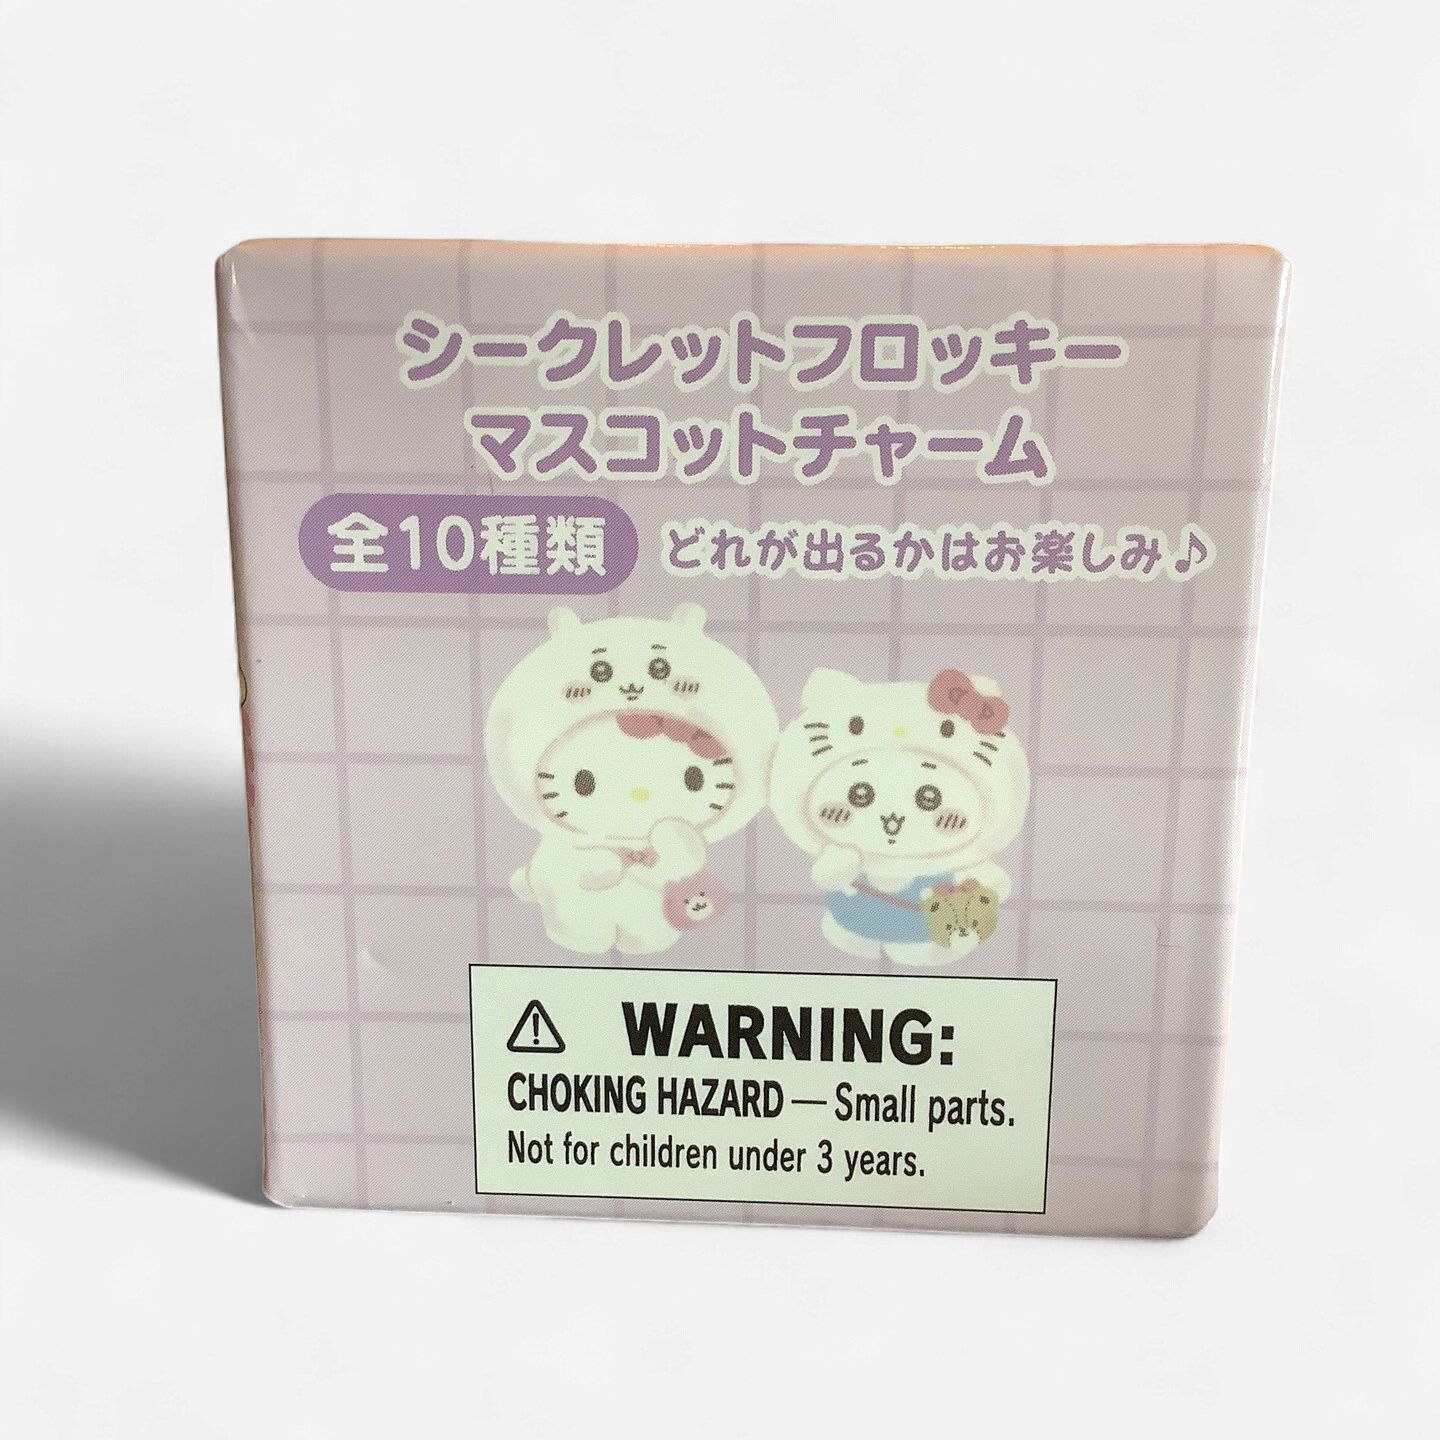 シークレットフロッキー
マスコットチャーム
全10種類 どれが出るかはお楽しみ♪
⚠ WARNING:
CHOKING HAZARD — Small parts.
Not for children under 3 years.